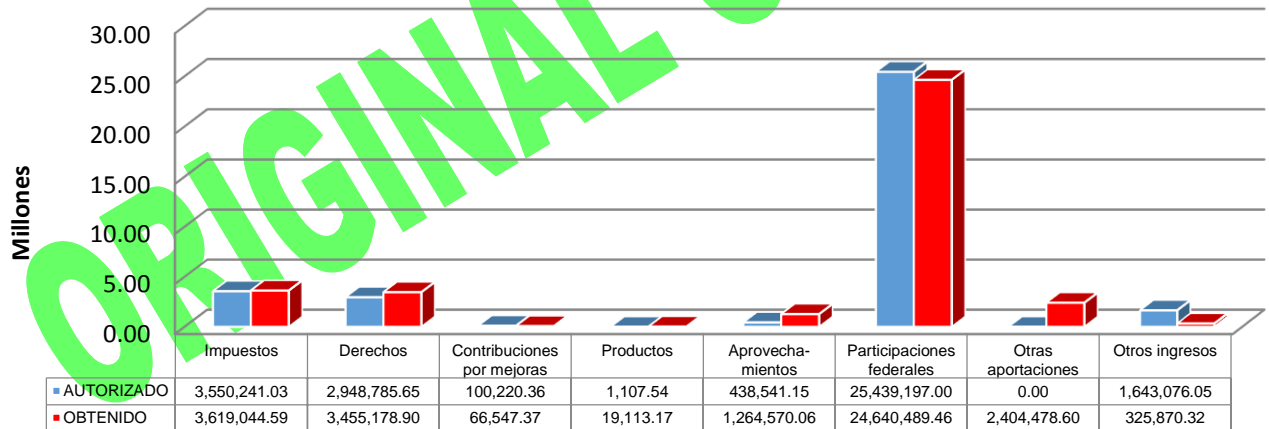 30.00
25.00
20.00
15.00
10.00
5.00
0.00
Millones
ORIGINAL
Impuestos Derechos Contribuciones por mejoras Productos Aprovecha-mientos Participaciones federales Otras aportaciones Otros ingresos
AUTORIZADO 3,550,241.03 2,948,785.65 100,220.36 1,107.54 438,541.15 25,439,197.00 0.00 1,643,076.05
OBTENIDO 3,619,044.59 3,455,178.90 66,547.37 19,113.17 1,264,570.06 24,640,489.46 2,404,478.60 325,870.32